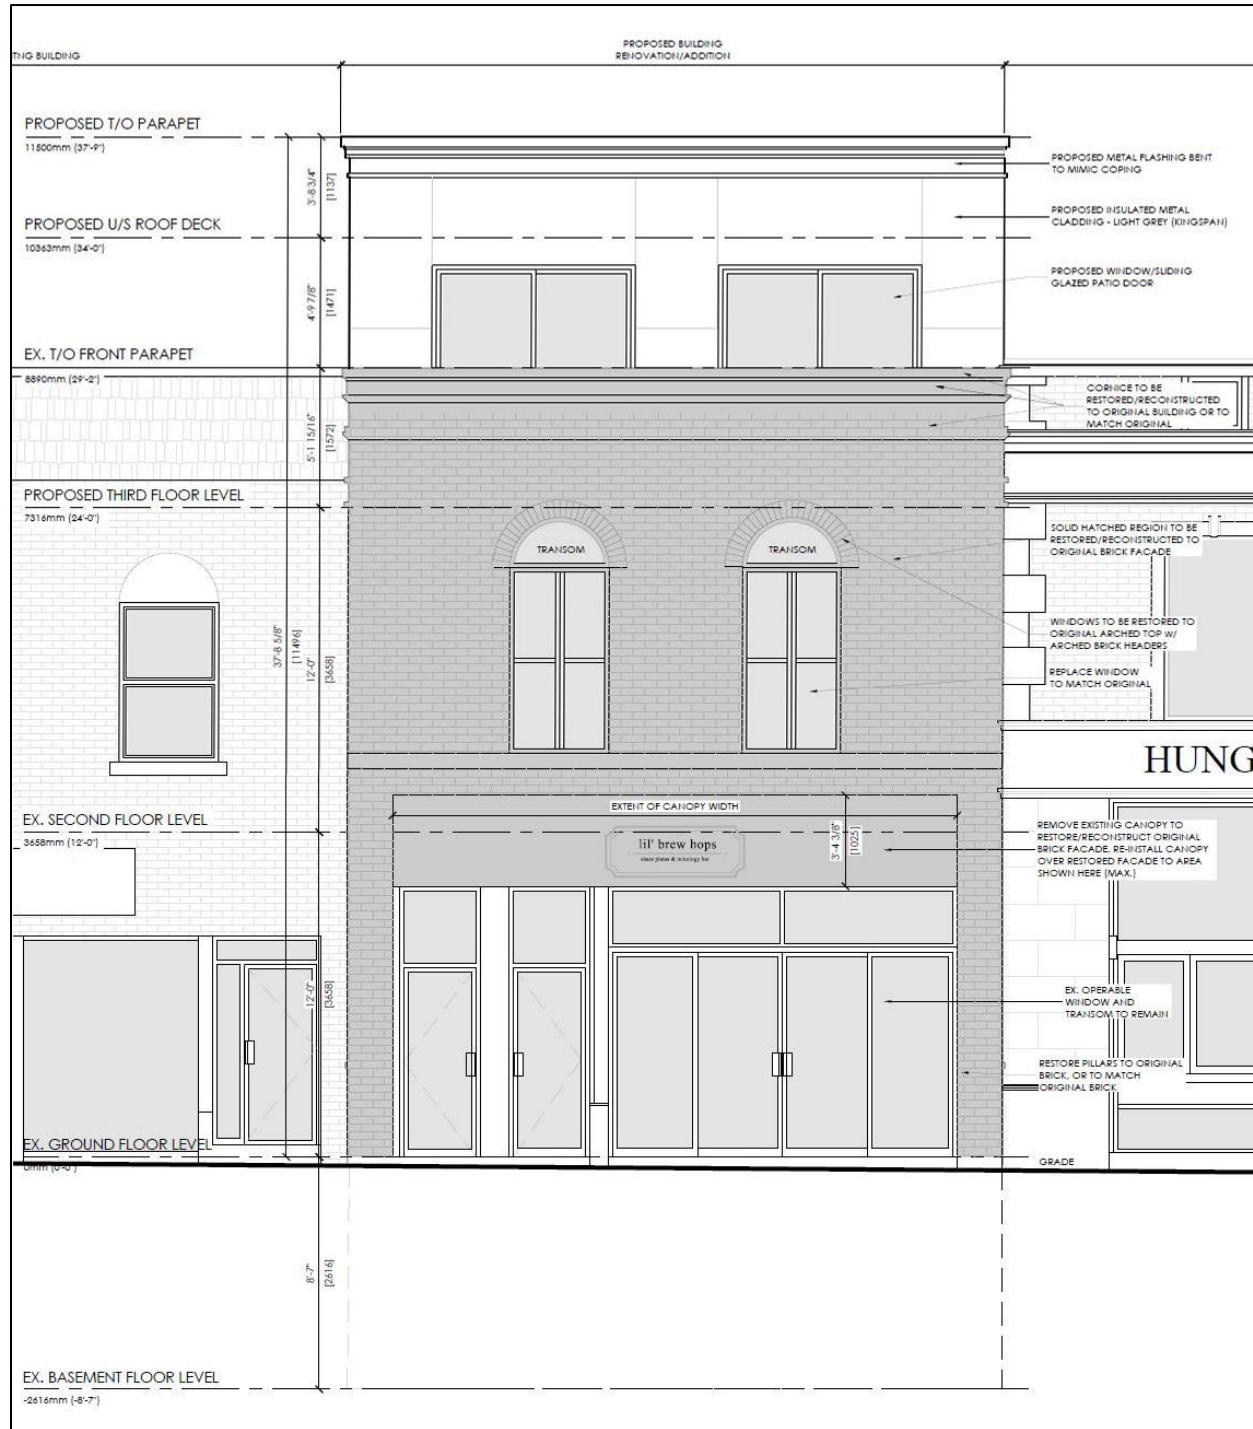 TNG BUILDING
PROPOSED BUILDING
RENOVATION/ADDITION
PROPOSED T/O PARAPET
11500mm (37'-9")
3'-8 3/4"
[1137]
PROPOSED METAL FLASHING BENT
TO MIMIC COPING
PROPOSED U/S ROOF DECK
10363mm (34'-0")
PROPOSED INSULATED METAL
CLADDING - LIGHT GREY (KINGSPAN)
4'-9 7/8"
[1471]
PROPOSED WINDOW/SLIDING
GLAZED PATIO DOOR
EX. T/O FRONT PARAPET
8890mm (29'-2")
CORNICE TO BE
RESTORED/RECONSTRUCTED
TO ORIGINAL BUILDING OR TO
MATCH ORIGINAL
5'-1 15/16"
[1572]
PROPOSED THIRD FLOOR LEVEL
7316mm (24'-0")
TRANSOM
TRANSOM
SOLID HATCHED REGION TO BE
RESTORED/RECONSTRUCTED TO
ORIGINAL BRICK FACADE
37'-8 5/8"
[11496]
12'-0"
[3658]
WINDOWS TO BE RESTORED TO
ORIGINAL ARCHED TOP W/
ARCHED BRICK HEADERS
REPLACE WINDOW
TO MATCH ORIGINAL
HUNG
EXTENT OF CANOPY WIDTH
EX. SECOND FLOOR LEVEL
3658mm (12'-0")
lil' brew hops
share plates & mixology bar
3'-4 3/8"
[1025]
REMOVE EXISTING CANOPY TO
RESTORE/RECONSTRUCT ORIGINAL
BRICK FACADE. RE-INSTALL CANOPY
OVER RESTORED FACADE TO AREA
SHOWN HERE (MAX.)
12'-0"
[3658]
EX. OPERABLE
WINDOW AND
TRANSOM TO REMAIN
RESTORE PILLARS TO ORIGINAL
BRICK, OR TO MATCH
ORIGINAL BRICK
EX. GROUND FLOOR LEVEL
0mm (0'-0")
GRADE
8'-7"
[2616]
EX. BASEMENT FLOOR LEVEL
-2616mm (-8'-7")